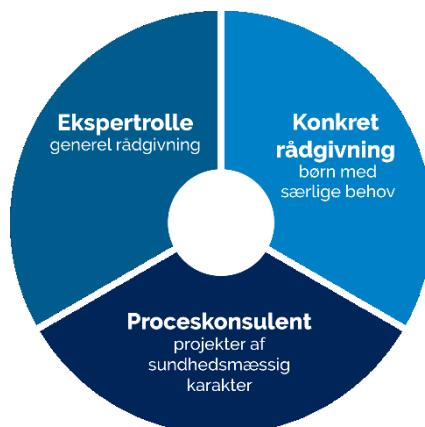 Ekspertrolle
generel rådgivning
Konkret
rådgivning
børn med
særlige behov
Proceskonsulent
projekter af
sundhedsmæssig
karakter